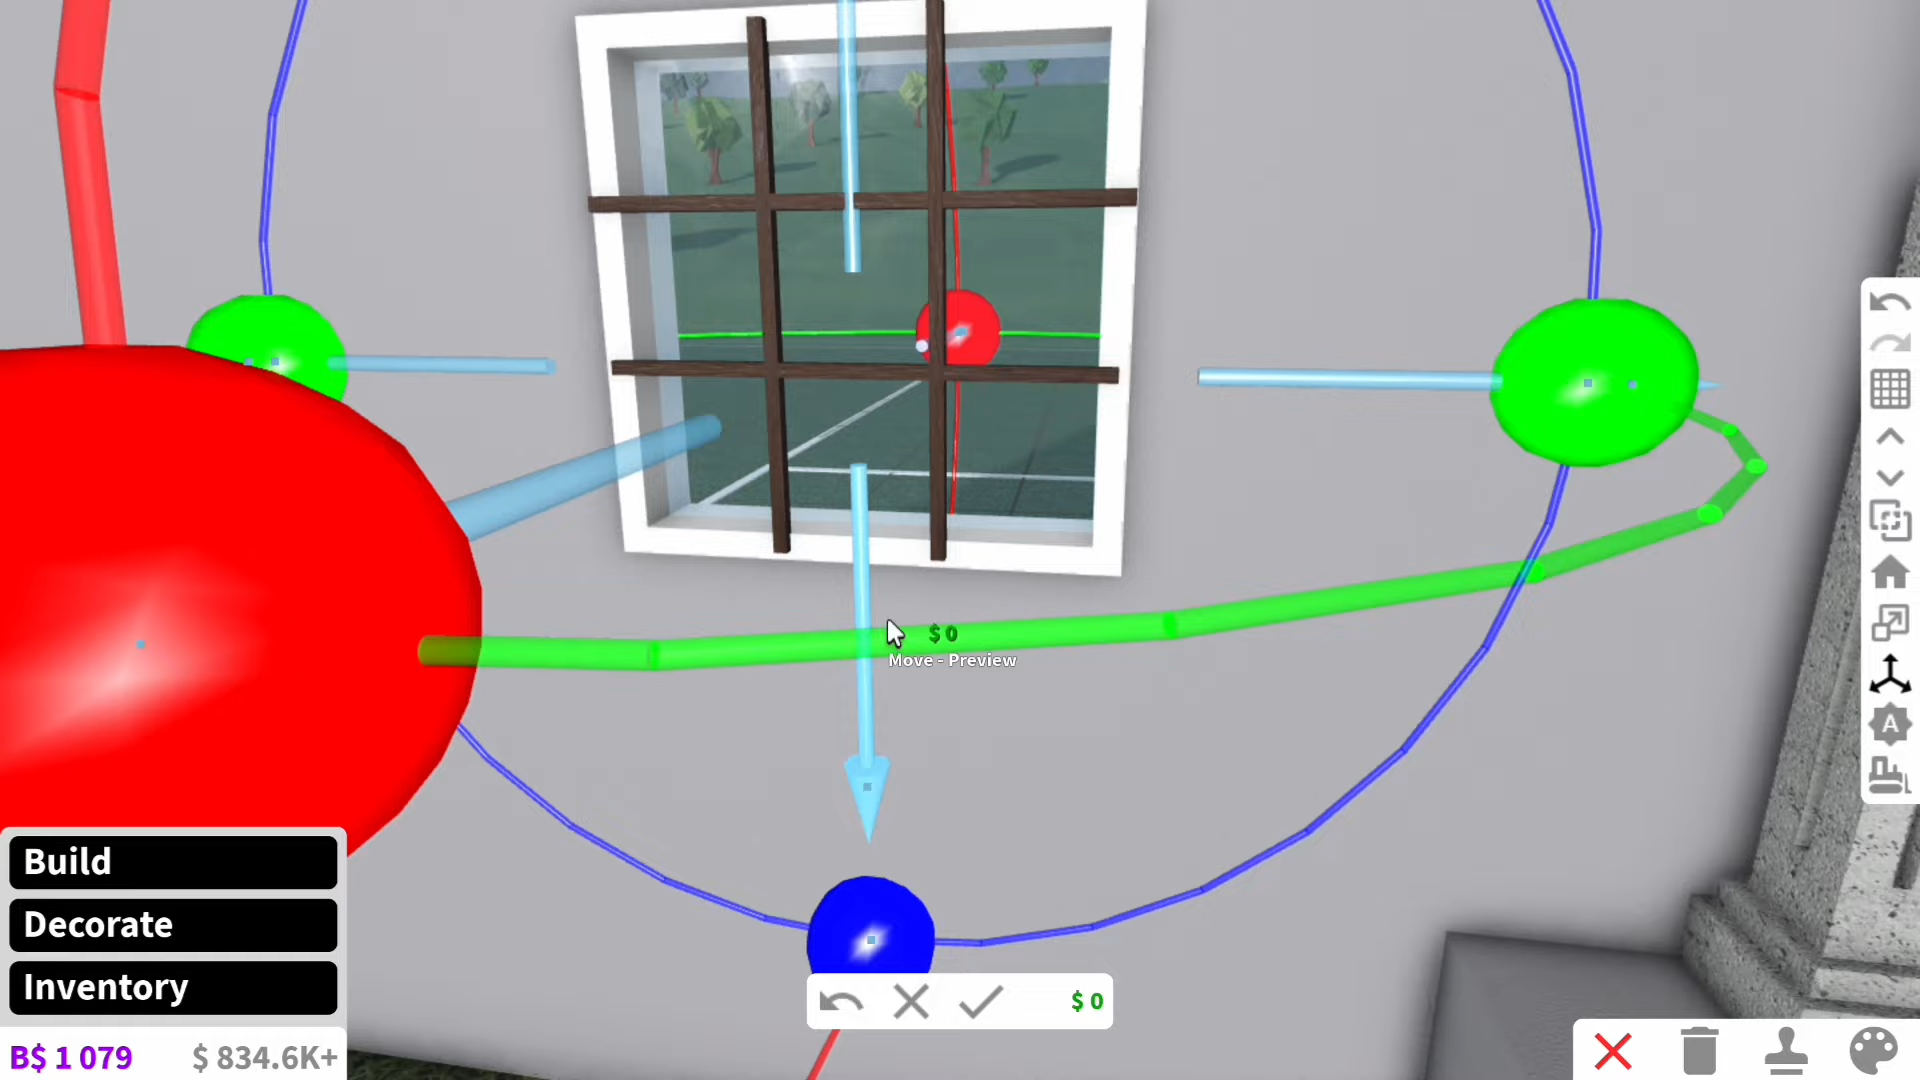 $ 0
Move - Preview
A
Build
Decorate
Inventory
$ 0
B$ 1 079 $ 834.6K+